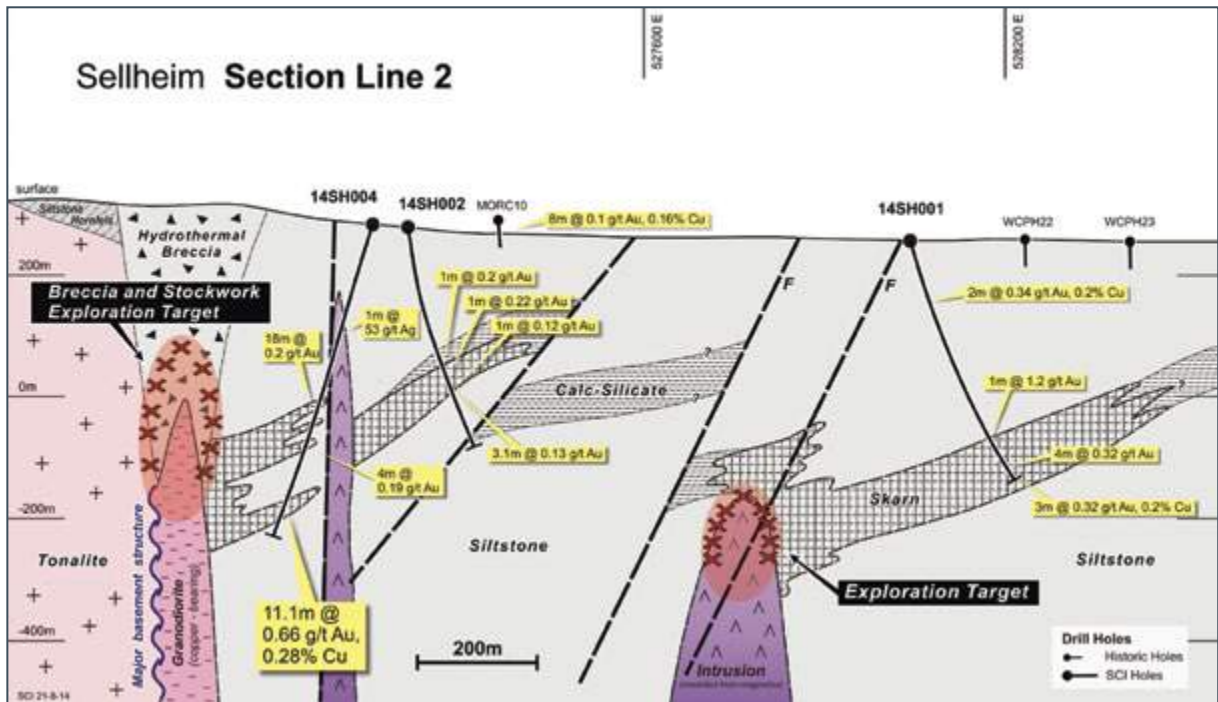 Sellheim Section Line 2
527600 E
528200 E
surface
Siltstone
Hornfels
Hydrothermal
Breccia
14SH004
14SH002
MORC10
8m @ 0.1 g/t Au, 0.16% Cu
14SH001
WCPH22
WCPH23
200m
Breccia and Stockwork
Exploration Target
1m @ 0.2 g/t Au
1m @ 0.22 g/t Au
1m @ 0.12 g/t Au
1m @
53 g/t Ag
18m @
0.2 g/t Au
F
F
2m @ 0.34 g/t Au, 0.2% Cu
?
?
?
?
0m
Calc-Silicate
1m @ 1.2 g/t Au
3.1m @ 0.13 g/t Au
4m @
0.19 g/t Au
4m @ 0.32 g/t Au
Skarn
3m @ 0.32 g/t Au, 0.2% Cu
-200m
Tonalite
Major basement structure
Granodiorite
(copper - bearing)
Siltstone
Siltstone
Exploration Target
11.1m @
0.66 g/t Au,
0.28% Cu
-400m
200m
Intrusion
Drill Holes
Historic Holes
SCI Holes
SCI 21-8-14